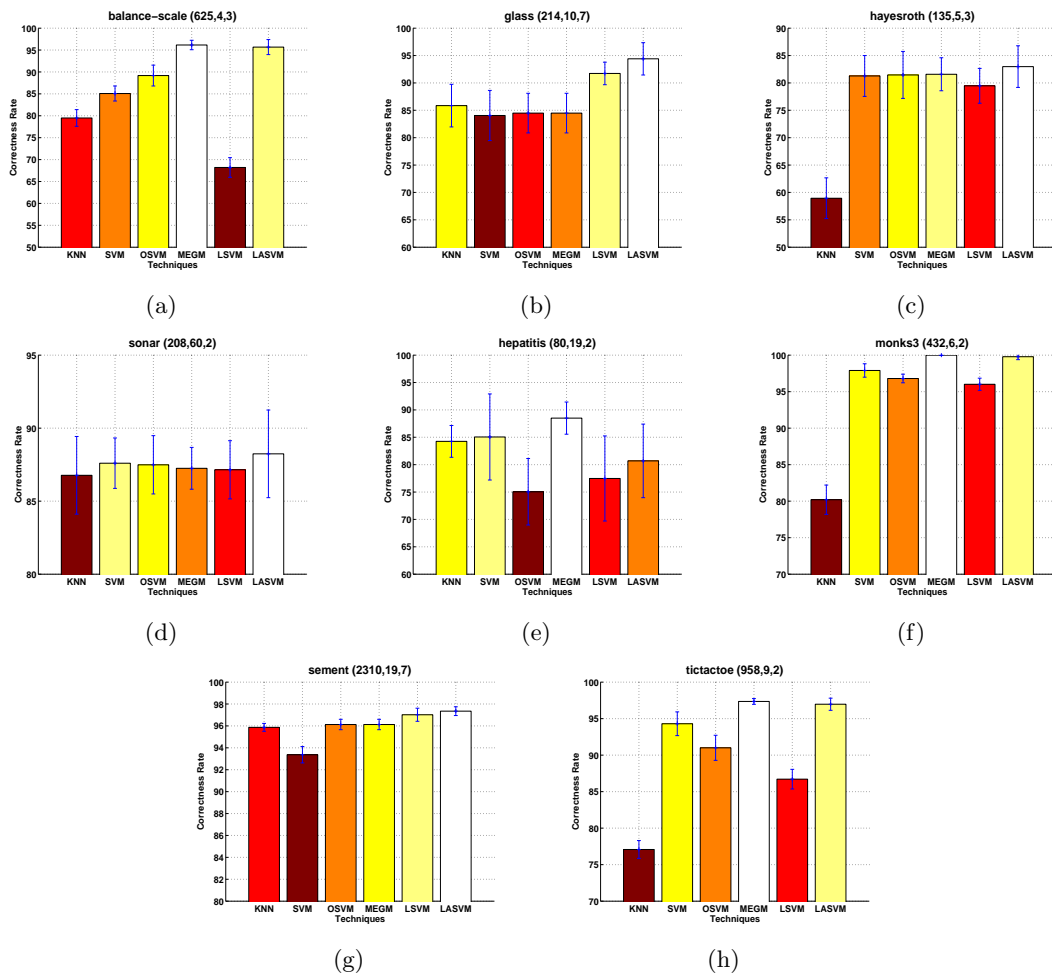 balance−scale (625,4,3)
100
95
90
85
80
75
70
65
60
55
50
Correctness Rate
KNN SVM OSVM MEGM LSVM LASVM
Techniques
(a)
glass (214,10,7)
100
95
90
85
80
75
70
65
60
Correctness Rate
KNN SVM OSVM MEGM LSVM LASVM
Techniques
(b)
hayesroth (135,5,3)
90
85
80
75
70
65
60
55
50
Correctness Rate
KNN SVM OSVM MEGM LSVM LASVM
Techniques
(c)
sonar (208,60,2)
95
90
85
80
Correctness Rate
KNN SVM OSVM MEGM LSVM LASVM
Techniques
(d)
hepatitis (80,19,2)
100
95
90
85
80
75
70
65
60
Correctness Rate
KNN SVM OSVM MEGM LSVM LASVM
Techniques
(e)
monks3 (432,6,2)
100
95
90
85
80
75
70
Correctness Rate
KNN SVM OSVM MEGM LSVM LASVM
Techniques
(f)
sement (2310,19,7)
100
98
96
94
92
90
88
86
84
82
80
Correctness Rate
KNN SVM OSVM MEGM LSVM LASVM
Techniques
(g)
tictactoe (958,9,2)
100
95
90
85
80
75
70
Correctness Rate
KNN SVM OSVM MEGM LSVM LASVM
Techniques
(h)